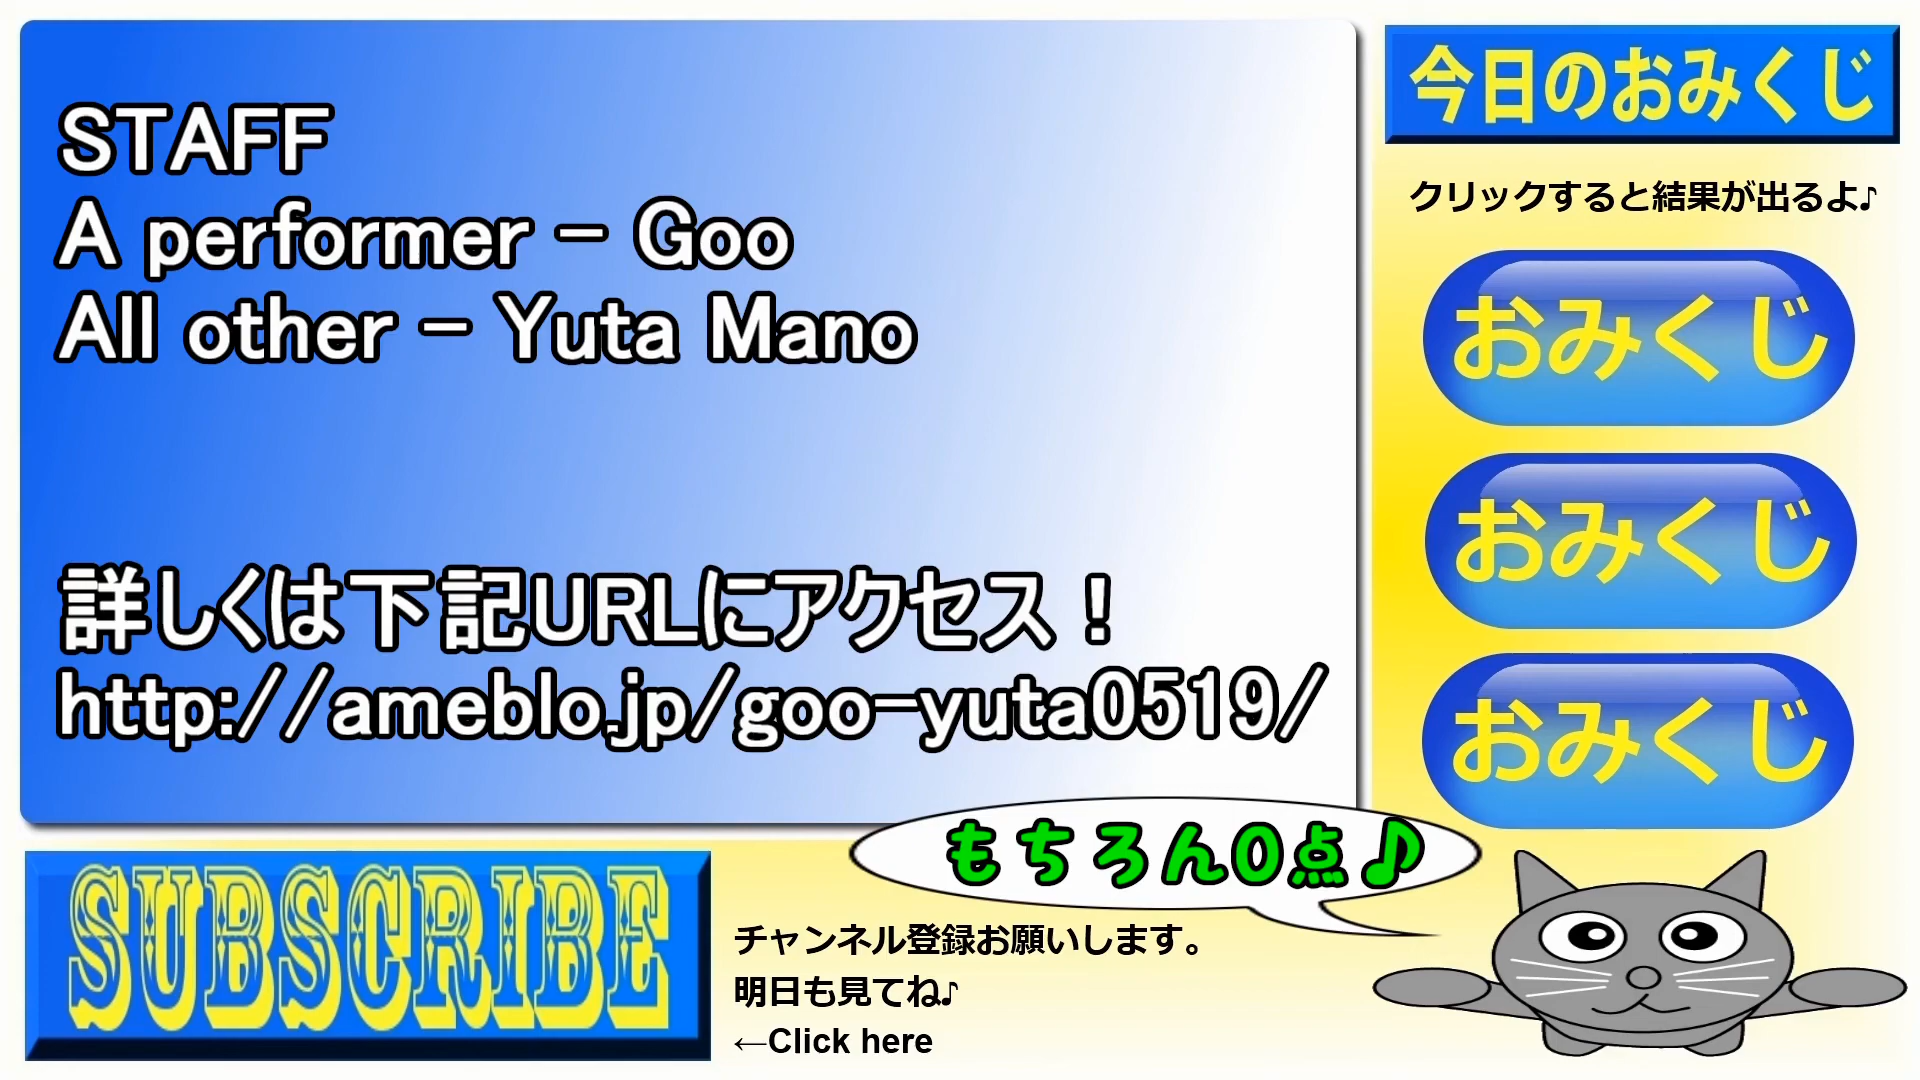 STAFF
A performer − Goo
All other − Yuta Mano
詳しくは下記URLにアクセス！
http://ameblo.jp/goo-yuta0519/
今日のおみくじ
クリックすると結果が出るよ♪
おみくじ
おみくじ
おみくじ
もちろん0点♪
SUBSCRIBE
チャンネル登録お願いします。
明日も見てね♪
←Click here